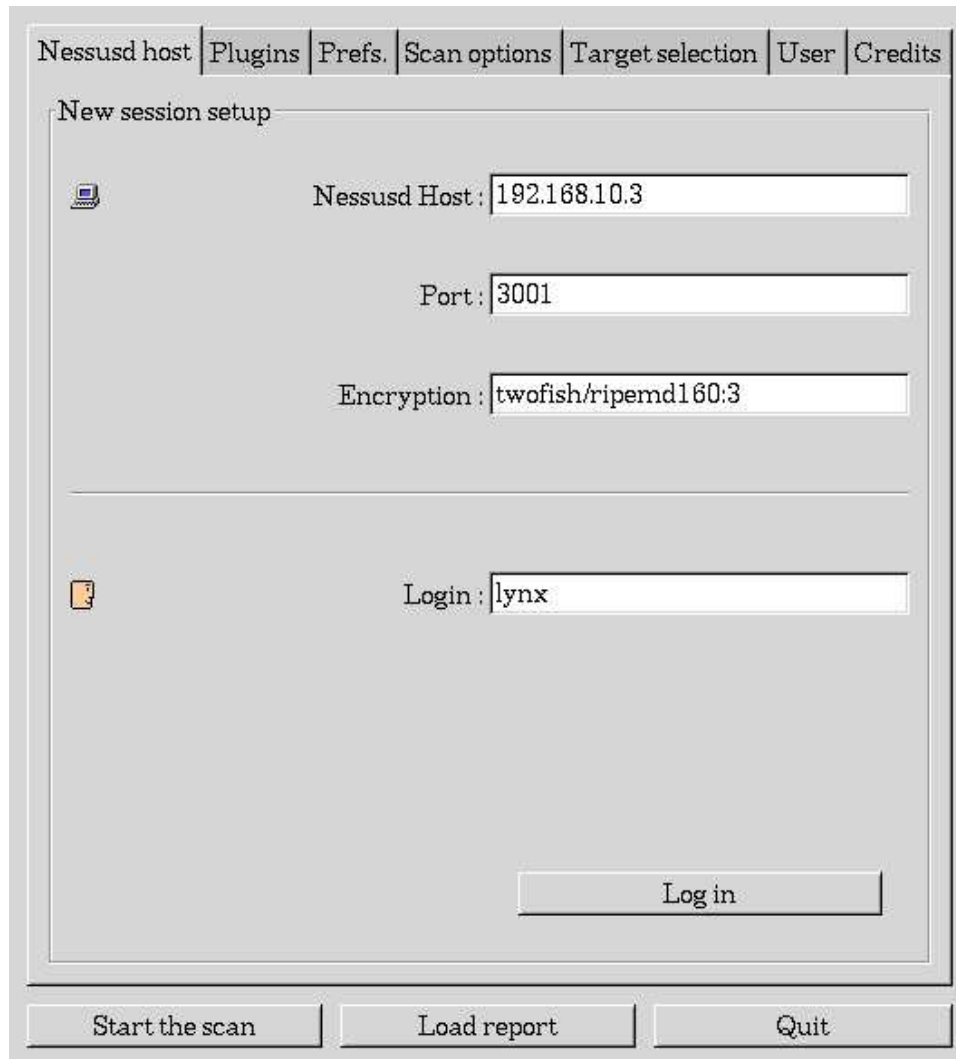 Nessusd host Plugins Prefs. Scan options Target selection User Credits
New session setup
Nessusd Host : 192.168.10.3
Port : 3001
Encryption : twofish/ripemd160:3
Login : lynx
Log in
Start the scan Load report Quit